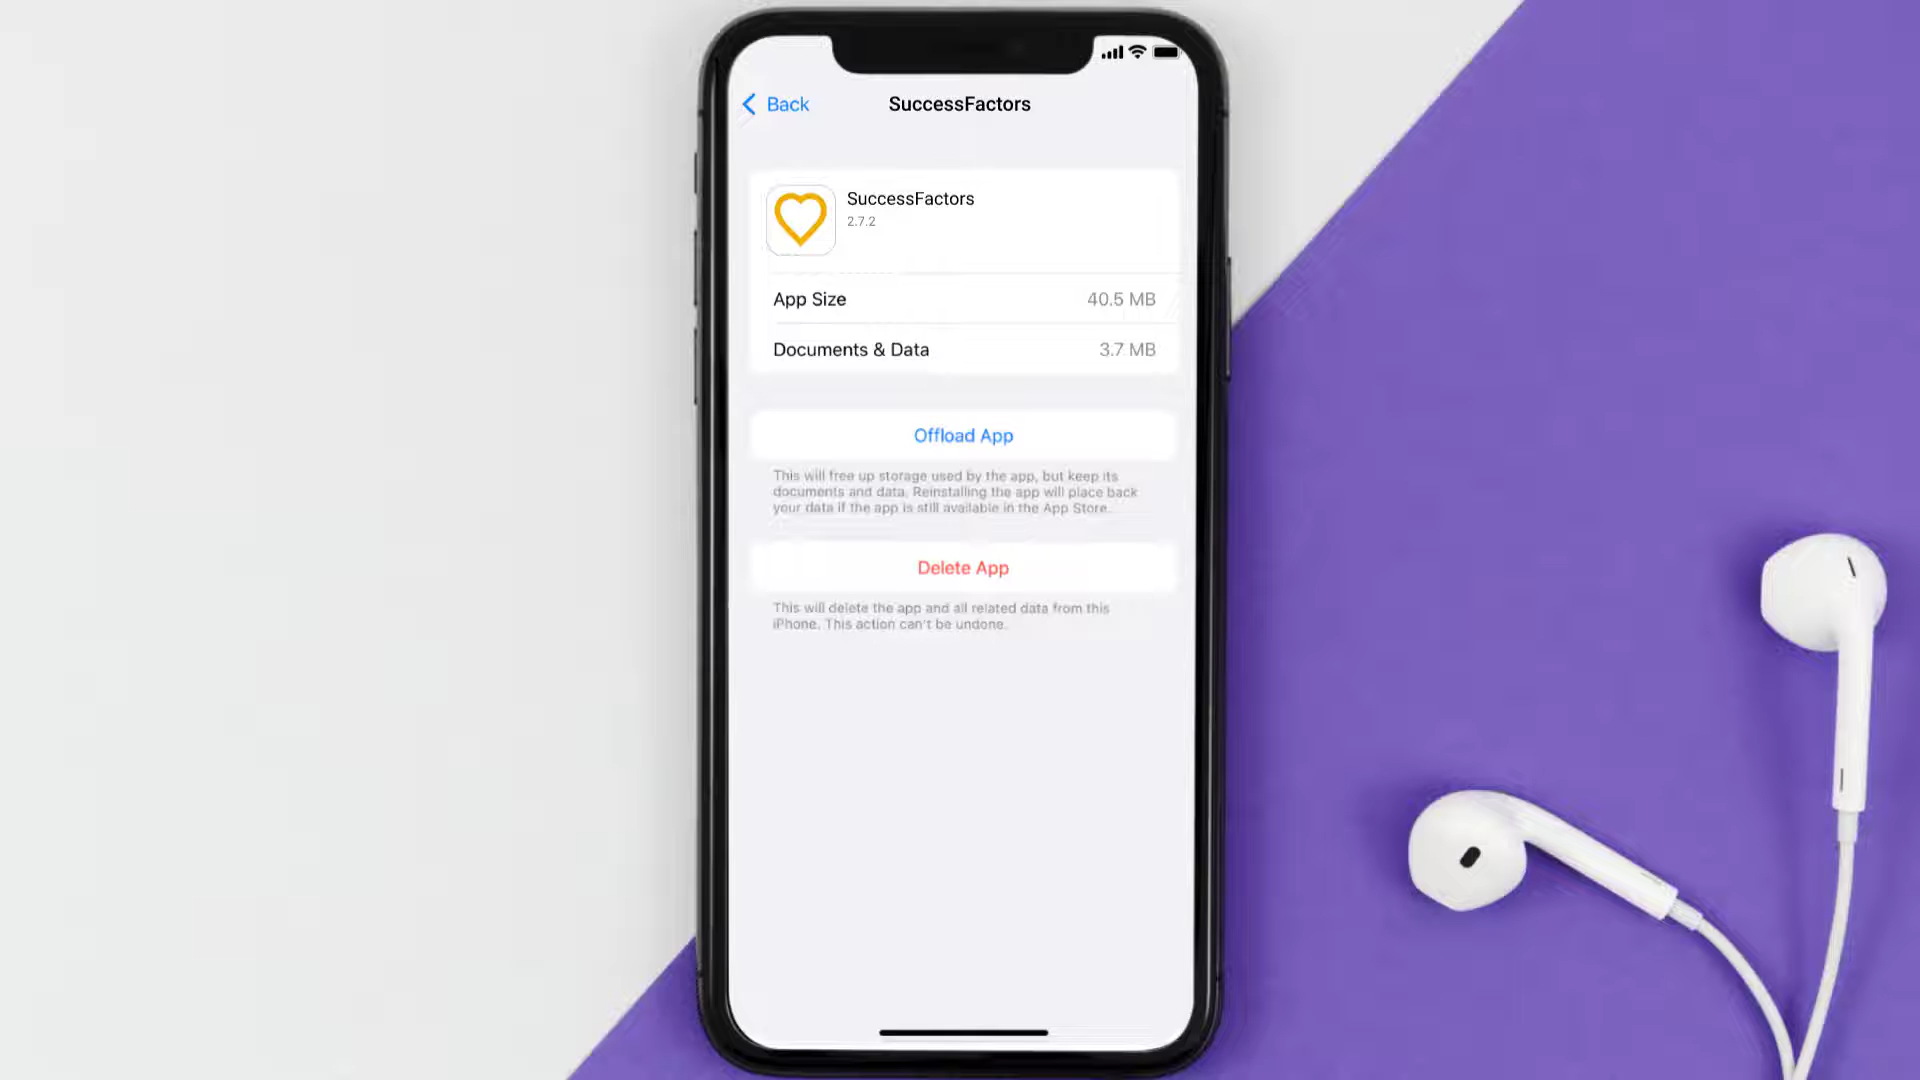 Back
SuccessFactors
SuccessFactors
2.7.2
App Size
40.5 MB
Documents & Data
3.7 MB
Offload App
This will free up storage used by the app, but keep its
documents and data. Reinstalling the app will place back
your data if the app is still available in the App Store.
Delete App
This will delete the app and all related data from this
iPhone. This action can't be undone.